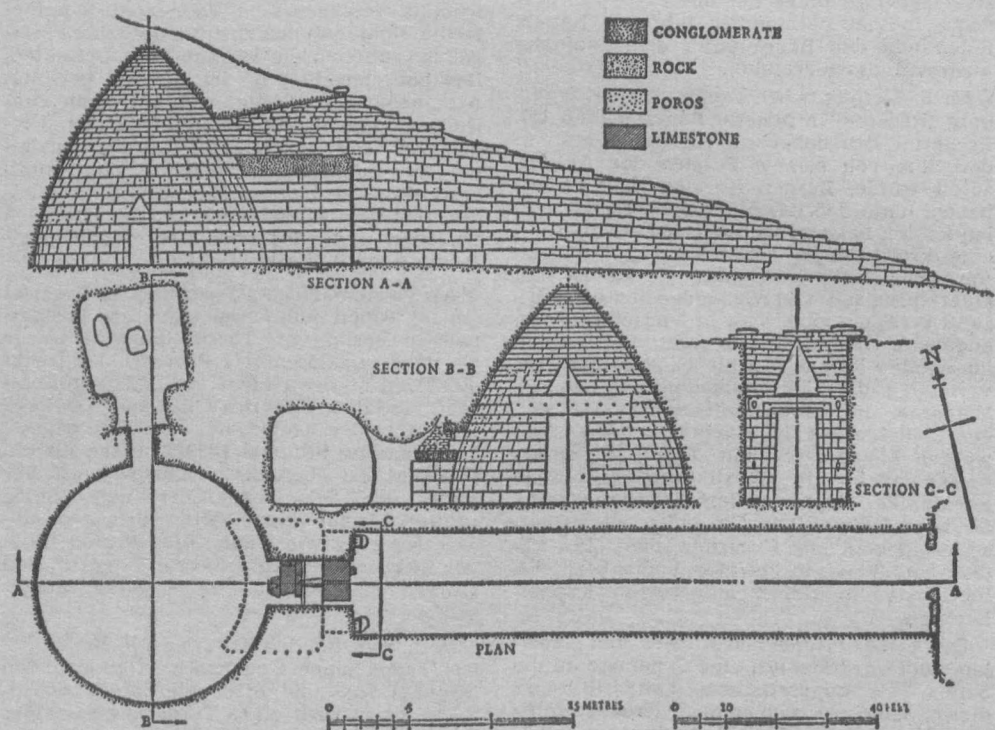 CONGLOMERATE
ROCK
POROS
LIMESTONE
SECTION A-A
B
SECTION B-B
N
SECTION C-C
C
A
A
C
PLAN
B
0 5 15 METRES
0 10 40 FEET